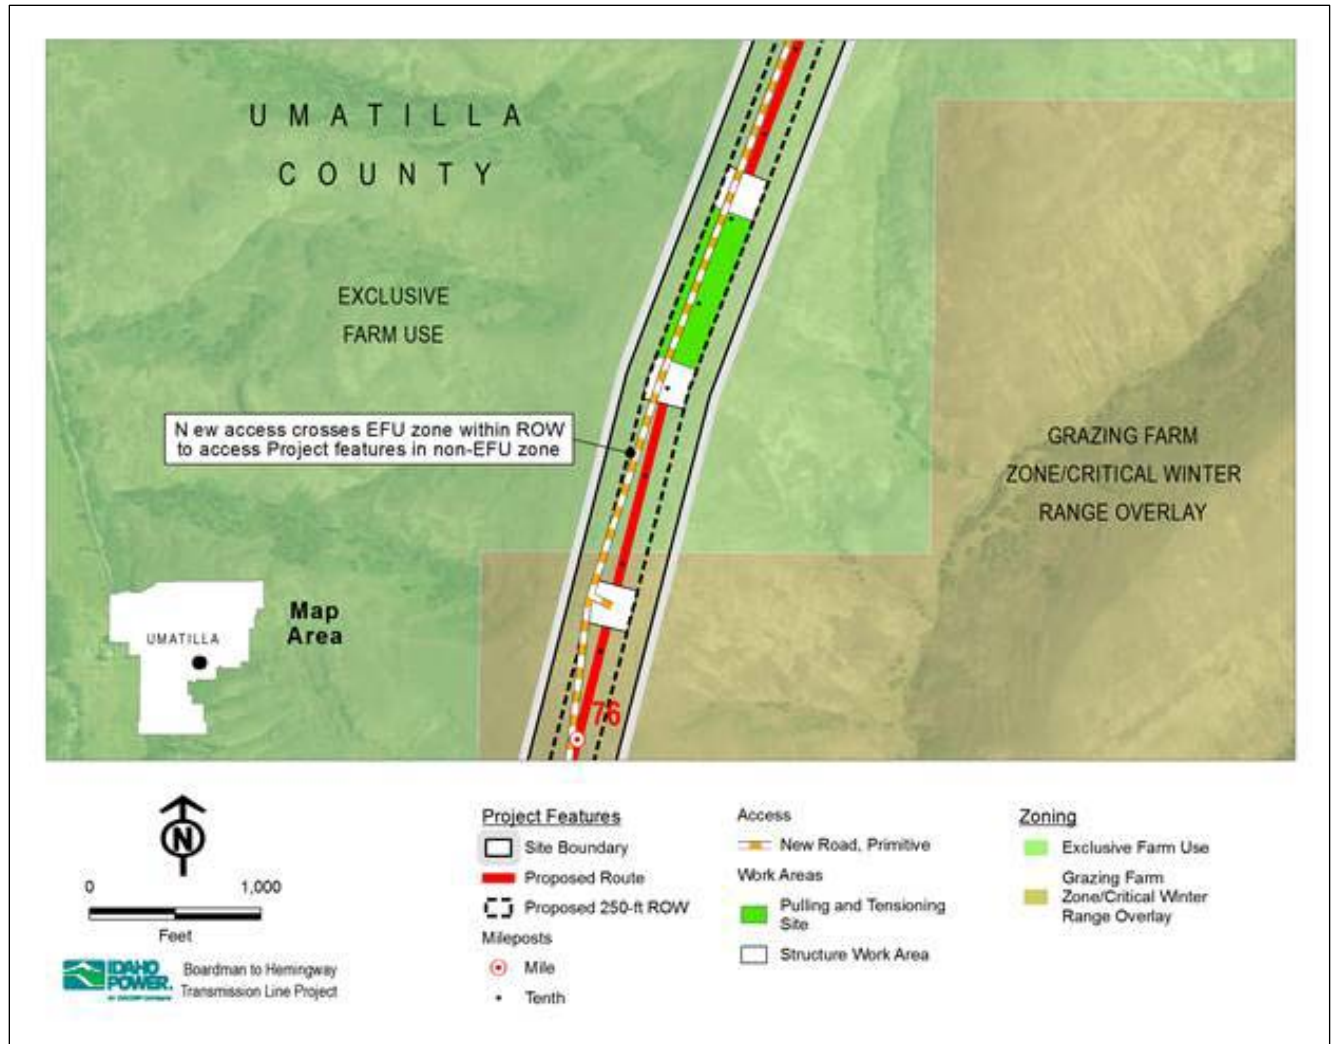 UMATILLA
COUNTY
EXCLUSIVE
FARM USE
New access crosses EFU zone within ROW
to access Project features in non-EFU zone
GRAZING FARM
ZONE/CRITICAL WINTER
RANGE OVERLAY
Map
Area
UMATILLA
76
N
0 1,000
Feet
IDAHO
POWER.
Boardman to Hemingway
Transmission Line Project
Project Features
Site Boundary
Proposed Route
Proposed 250-ft ROW
Mileposts
Mile
Tenth
Access
New Road, Primitive
Work Areas
Pulling and Tensioning
Site
Structure Work Area
Zoning
Exclusive Farm Use
Grazing Farm
Zone/Critical Winter
Range Overlay